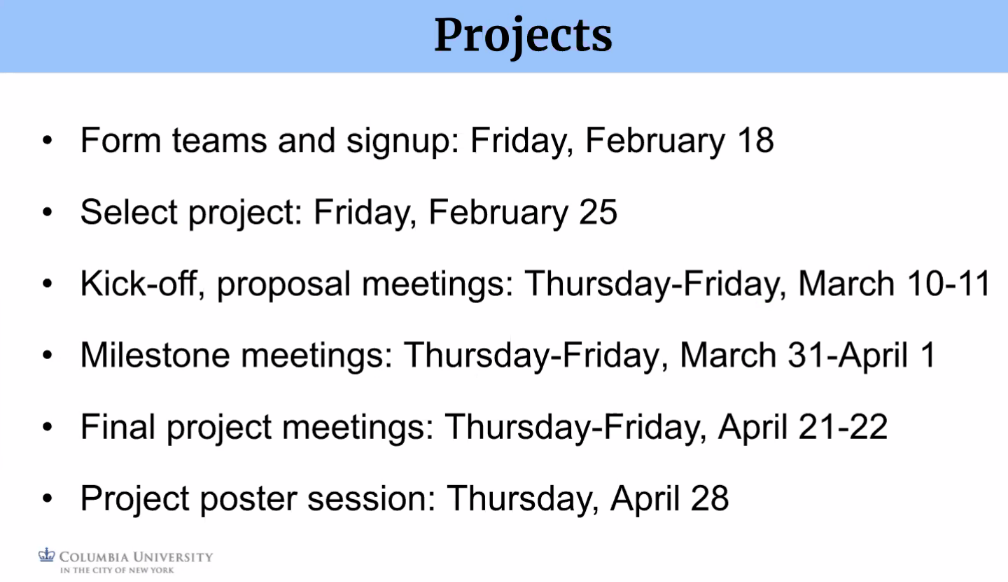 Projects
• Form teams and signup: Friday, February 18
• Select project: Friday, February 25
• Kick-off, proposal meetings: Thursday-Friday, March 10-11
• Milestone meetings: Thursday-Friday, March 31-April 1
• Final project meetings: Thursday-Friday, April 21-22
• Project poster session: Thursday, April 28
COLUMBIA UNIVERSITY
IN THE CITY OF NEW YORK